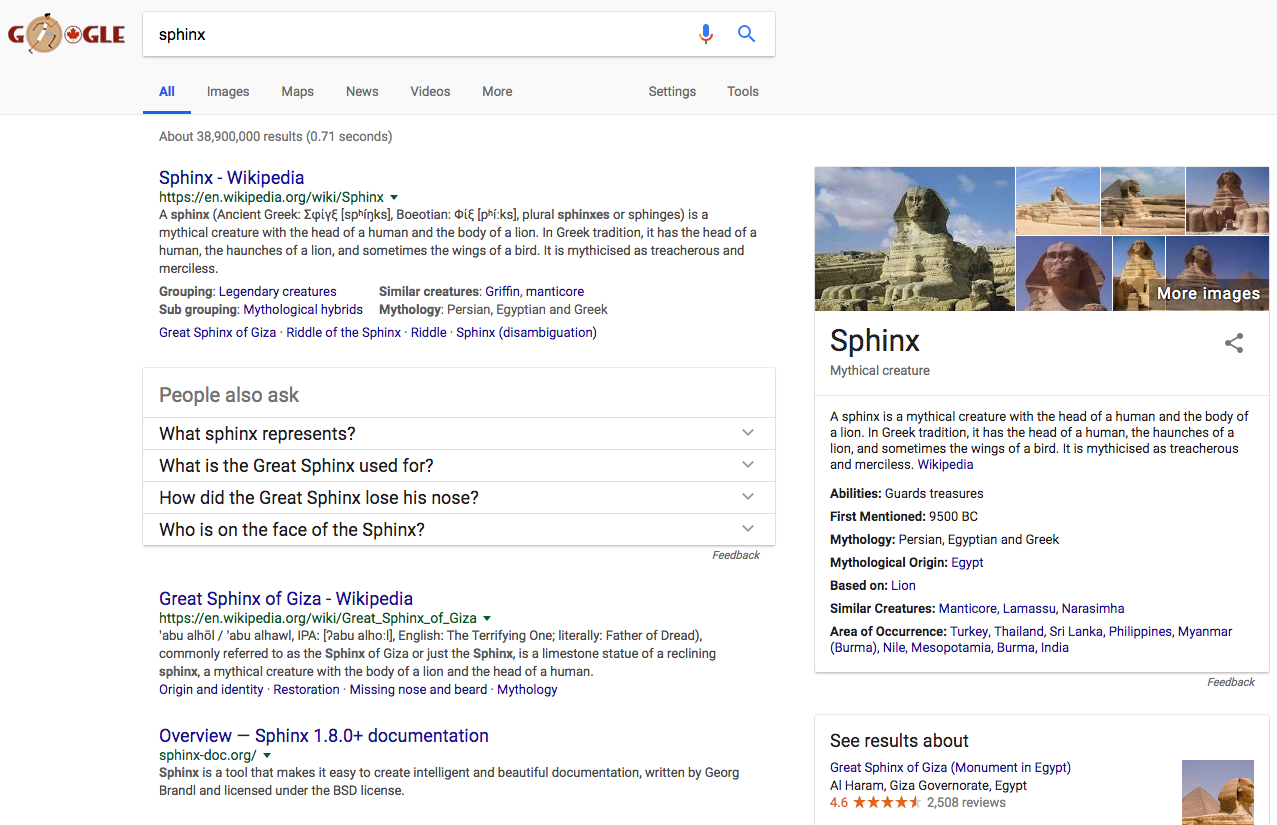 GOOGLE
sphinx
All Images Maps News Videos More Settings Tools
About 38,900,000 results (0.71 seconds)
Sphinx - Wikipedia
https://en.wikipedia.org/wiki/Sphinx
A sphinx (Ancient Greek: Σφίγξ [spʰíŋks], Boeotian: Φίξ [pʰíːks], plural sphinxes or sphinges) is a
mythical creature with the head of a human and the body of a lion. In Greek tradition, it has the head of a
human, the haunches of a lion, and sometimes the wings of a bird. It is mythicised as treacherous and
merciless.
Grouping: Legendary creatures Similar creatures: Griffin, manticore
Sub grouping: Mythological hybrids Mythology: Persian, Egyptian and Greek
Great Sphinx of Giza · Riddle of the Sphinx · Riddle · Sphinx (disambiguation)
People also ask
What sphinx represents?
What is the Great Sphinx used for?
How did the Great Sphinx lose his nose?
Who is on the face of the Sphinx?
Feedback
Great Sphinx of Giza - Wikipedia
https://en.wikipedia.org/wiki/Great_Sphinx_of_Giza
'abu alhōl / ʼabu alhawl, IPA: [ʔabu alhoːl], English: The Terrifying One; literally: Father of Dread),
commonly referred to as the Sphinx of Giza or just the Sphinx, is a limestone statue of a reclining
sphinx, a mythical creature with the body of a lion and the head of a human.
Origin and identity · Restoration · Missing nose and beard · Mythology
Overview — Sphinx 1.8.0+ documentation
sphinx-doc.org/
Sphinx is a tool that makes it easy to create intelligent and beautiful documentation, written by Georg
Brandl and licensed under the BSD license.
More images
Sphinx
Mythical creature
A sphinx is a mythical creature with the head of a human and the body of
a lion. In Greek tradition, it has the head of a human, the haunches of a
lion, and sometimes the wings of a bird. It is mythicised as treacherous
and merciless. Wikipedia
Abilities: Guards treasures
First Mentioned: 9500 BC
Mythology: Persian, Egyptian and Greek
Mythological Origin: Egypt
Based on: Lion
Similar Creatures: Manticore, Lamassu, Narasimha
Area of Occurrence: Turkey, Thailand, Sri Lanka, Philippines, Myanmar
(Burma), Nile, Mesopotamia, Burma, India
Feedback
See results about
Great Sphinx of Giza (Monument in Egypt)
Al Haram, Giza Governorate, Egypt
4.6 ★★★★★ 2,508 reviews